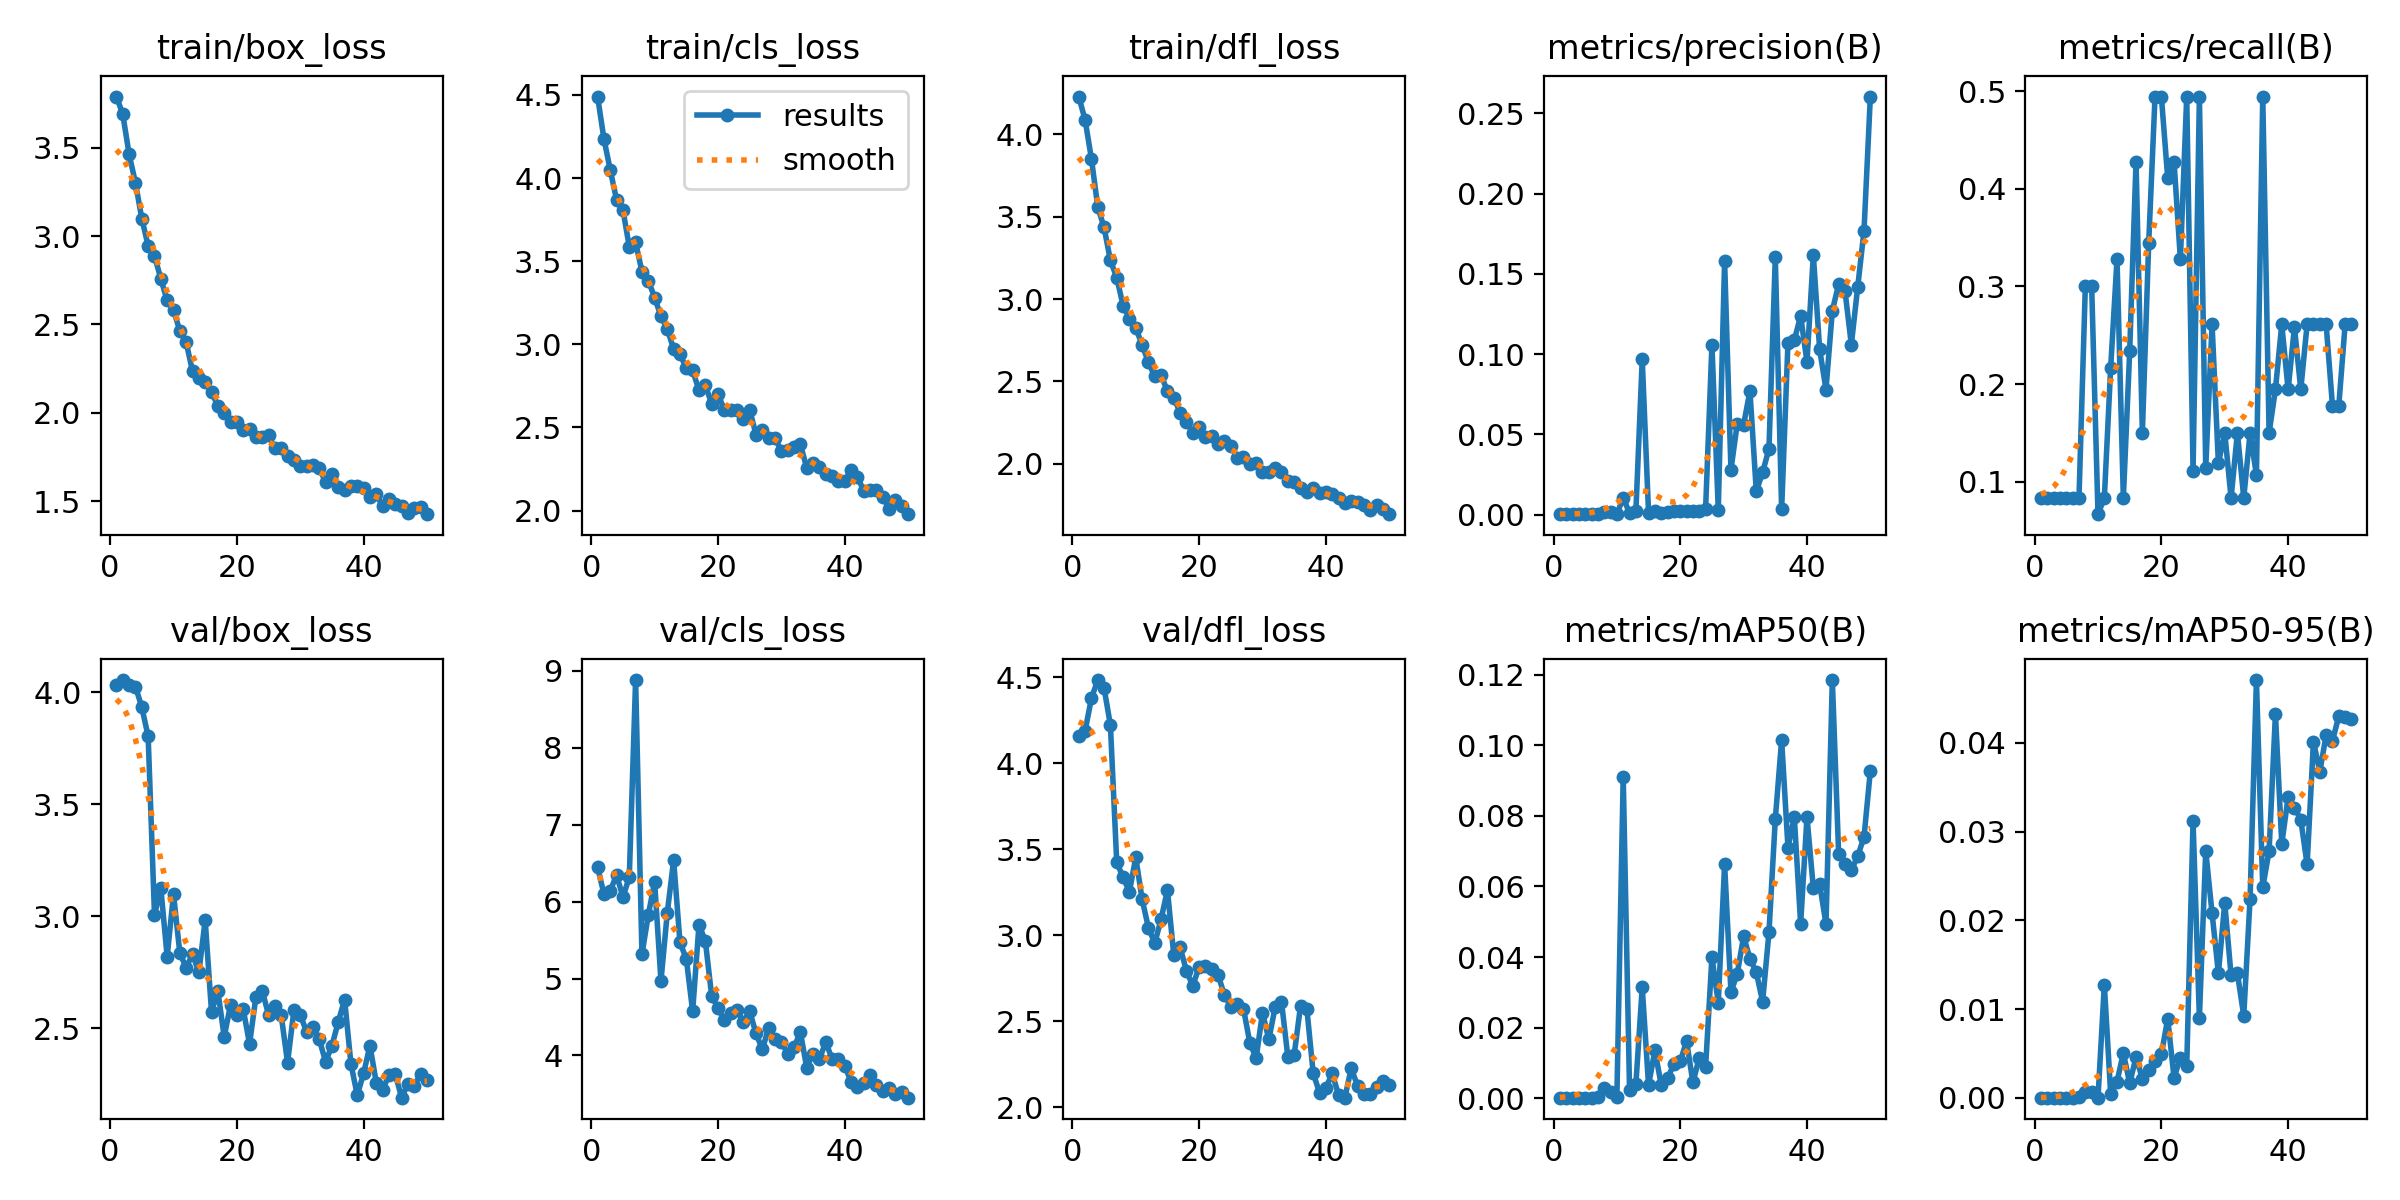 train/box_loss
3.5
3.0
2.5
2.0
1.5
0 20 40
train/cls_loss
results
smooth
4.5
4.0
3.5
3.0
2.5
2.0
0 20 40
train/dfl_loss
4.0
3.5
3.0
2.5
2.0
0 20 40
metrics/precision(B)
0.25
0.20
0.15
0.10
0.05
0.00
0 20 40
metrics/recall(B)
0.5
0.4
0.3
0.2
0.1
0 20 40
val/box_loss
4.0
3.5
3.0
2.5
0 20 40
val/cls_loss
9
8
7
6
5
4
0 20 40
val/dfl_loss
4.5
4.0
3.5
3.0
2.5
2.0
0 20 40
metrics/mAP50(B)
0.12
0.10
0.08
0.06
0.04
0.02
0.00
0 20 40
metrics/mAP50-95(B)
0.04
0.03
0.02
0.01
0.00
0 20 40